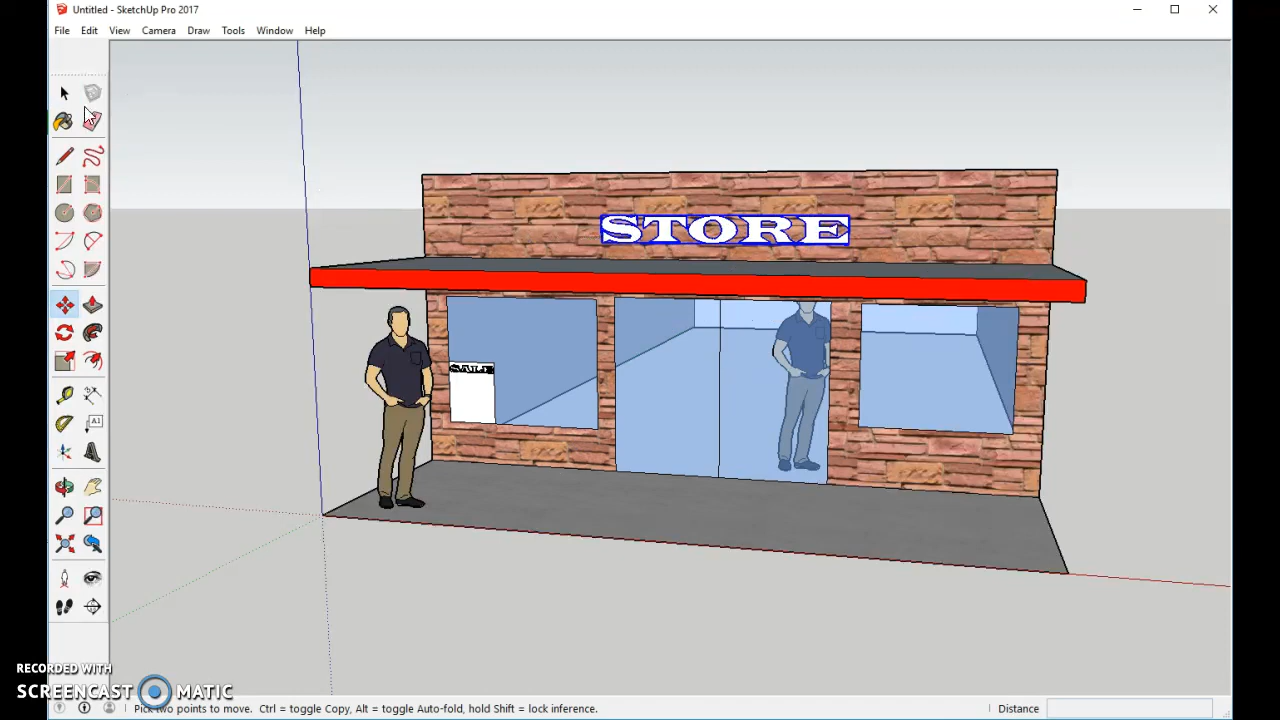 Untitled - SketchUp Pro 2017
File Edit View Camera Draw Tools Window Help
STORE
SALE
A1
RECORDED WITH
SCREENCAST MATIC
Pick two points to move. Ctrl = toggle Copy, Alt = toggle Auto-fold, hold Shift = lock inference.
Distance